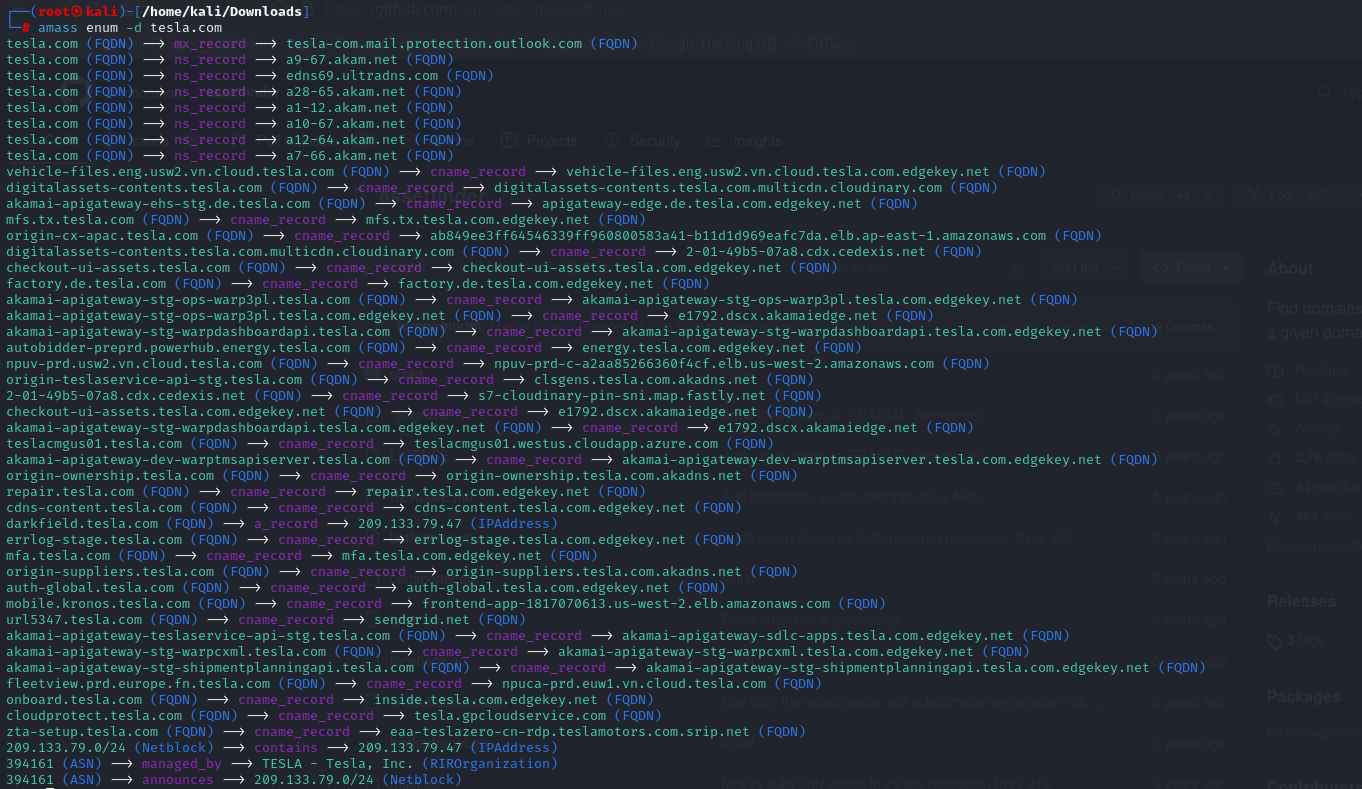 ┌──(root㉿kali)-[/home/kali/Downloads]
└─# amass enum -d tesla.com
tesla.com (FQDN) ⟶ mx_record ⟶ tesla-com.mail.protection.outlook.com (FQDN)
tesla.com (FQDN) ⟶ ns_record ⟶ a9-67.akam.net (FQDN)
tesla.com (FQDN) ⟶ ns_record ⟶ edns69.ultradns.com (FQDN)
tesla.com (FQDN) ⟶ ns_record ⟶ a28-65.akam.net (FQDN)
tesla.com (FQDN) ⟶ ns_record ⟶ a1-12.akam.net (FQDN)
tesla.com (FQDN) ⟶ ns_record ⟶ a10-67.akam.net (FQDN)
tesla.com (FQDN) ⟶ ns_record ⟶ a12-64.akam.net (FQDN)
tesla.com (FQDN) ⟶ ns_record ⟶ a7-66.akam.net (FQDN)
vehicle-files.eng.usw2.vn.cloud.tesla.com (FQDN) ⟶ cname_record ⟶ vehicle-files.eng.usw2.vn.cloud.tesla.com.edgekey.net (FQDN)
digitalassets-contents.tesla.com (FQDN) ⟶ cname_record ⟶ digitalassets-contents.tesla.com.multicdn.cloudinary.com (FQDN)
akamai-apigateway-ehs-stg.de.tesla.com (FQDN) ⟶ cname_record ⟶ apigateway-edge.de.tesla.com.edgekey.net (FQDN)
mfs.tx.tesla.com (FQDN) ⟶ cname_record ⟶ mfs.tx.tesla.com.edgekey.net (FQDN)
origin-cx-apac.tesla.com (FQDN) ⟶ cname_record ⟶ ab849ee3ff64546339ff960800583a41-b11d1d969eafc7da.elb.ap-east-1.amazonaws.com (FQDN)
digitalassets-contents.tesla.com.multicdn.cloudinary.com (FQDN) ⟶ cname_record ⟶ 2-01-49b5-07a8.cdx.cedexis.net (FQDN)
checkout-ui-assets.tesla.com (FQDN) ⟶ cname_record ⟶ checkout-ui-assets.tesla.com.edgekey.net (FQDN)
factory.de.tesla.com (FQDN) ⟶ cname_record ⟶ factory.de.tesla.com.edgekey.net (FQDN)
akamai-apigateway-stg-ops-warp3pl.tesla.com (FQDN) ⟶ cname_record ⟶ akamai-apigateway-stg-ops-warp3pl.tesla.com.edgekey.net (FQDN)
akamai-apigateway-stg-ops-warp3pl.tesla.com.edgekey.net (FQDN) ⟶ cname_record ⟶ e1792.dscx.akamaiedge.net (FQDN)
akamai-apigateway-stg-warpdashboardapi.tesla.com (FQDN) ⟶ cname_record ⟶ akamai-apigateway-stg-warpdashboardapi.tesla.com.edgekey.net (FQDN)
autobidder-preprd.powerhub.energy.tesla.com (FQDN) ⟶ cname_record ⟶ energy.tesla.com.edgekey.net (FQDN)
npuv-prd.usw2.vn.cloud.tesla.com (FQDN) ⟶ cname_record ⟶ npuv-prd-c-a2aa85266360f4cf.elb.us-west-2.amazonaws.com (FQDN)
origin-teslaservice-api-stg.tesla.com (FQDN) ⟶ cname_record ⟶ clsgens.tesla.com.akadns.net (FQDN)
2-01-49b5-07a8.cdx.cedexis.net (FQDN) ⟶ cname_record ⟶ s7-cloudinary-pin-sni.map.fastly.net (FQDN)
checkout-ui-assets.tesla.com.edgekey.net (FQDN) ⟶ cname_record ⟶ e1792.dscx.akamaiedge.net (FQDN)
akamai-apigateway-stg-warpdashboardapi.tesla.com.edgekey.net (FQDN) ⟶ cname_record ⟶ e1792.dscx.akamaiedge.net (FQDN)
teslacmgus01.tesla.com (FQDN) ⟶ cname_record ⟶ teslacmgus01.westus.cloudapp.azure.com (FQDN)
akamai-apigateway-dev-warptmsapiserver.tesla.com (FQDN) ⟶ cname_record ⟶ akamai-apigateway-dev-warptmsapiserver.tesla.com.edgekey.net (FQDN)
origin-ownership.tesla.com (FQDN) ⟶ cname_record ⟶ origin-ownership.tesla.com.akadns.net (FQDN)
repair.tesla.com (FQDN) ⟶ cname_record ⟶ repair.tesla.com.edgekey.net (FQDN)
cdns-content.tesla.com (FQDN) ⟶ cname_record ⟶ cdns-content.tesla.com.edgekey.net (FQDN)
darkfield.tesla.com (FQDN) ⟶ a_record ⟶ 209.133.79.47 (IPAddress)
errlog-stage.tesla.com (FQDN) ⟶ cname_record ⟶ errlog-stage.tesla.com.edgekey.net (FQDN)
mfa.tesla.com (FQDN) ⟶ cname_record ⟶ mfa.tesla.com.edgekey.net (FQDN)
origin-suppliers.tesla.com (FQDN) ⟶ cname_record ⟶ origin-suppliers.tesla.com.akadns.net (FQDN)
auth-global.tesla.com (FQDN) ⟶ cname_record ⟶ auth-global.tesla.com.edgekey.net (FQDN)
mobile.kronos.tesla.com (FQDN) ⟶ cname_record ⟶ frontend-app-1817070613.us-west-2.elb.amazonaws.com (FQDN)
url5347.tesla.com (FQDN) ⟶ cname_record ⟶ sendgrid.net (FQDN)
akamai-apigateway-teslaservice-api-stg.tesla.com (FQDN) ⟶ cname_record ⟶ akamai-apigateway-sdlc-apps.tesla.com.edgekey.net (FQDN)
akamai-apigateway-stg-warpcxml.tesla.com (FQDN) ⟶ cname_record ⟶ akamai-apigateway-stg-warpcxml.tesla.com.edgekey.net (FQDN)
akamai-apigateway-stg-shipmentplanningapi.tesla.com (FQDN) ⟶ cname_record ⟶ akamai-apigateway-stg-shipmentplanningapi.tesla.com.edgekey.net (FQDN)
fleetview.prd.europe.fn.tesla.com (FQDN) ⟶ cname_record ⟶ npuca-prd.euw1.vn.cloud.tesla.com (FQDN)
onboard.tesla.com (FQDN) ⟶ cname_record ⟶ inside.tesla.com.edgekey.net (FQDN)
cloudprotect.tesla.com (FQDN) ⟶ cname_record ⟶ tesla.gpcloudservice.com (FQDN)
zta-setup.tesla.com (FQDN) ⟶ cname_record ⟶ eaa-teslazero-cn-rdp.teslamotors.com.srip.net (FQDN)
209.133.79.0/24 (Netblock) ⟶ contains ⟶ 209.133.79.47 (IPAddress)
394161 (ASN) ⟶ managed_by ⟶ TESLA - Tesla, Inc. (RIROrganization)
394161 (ASN) ⟶ announces ⟶ 209.133.79.0/24 (Netblock)